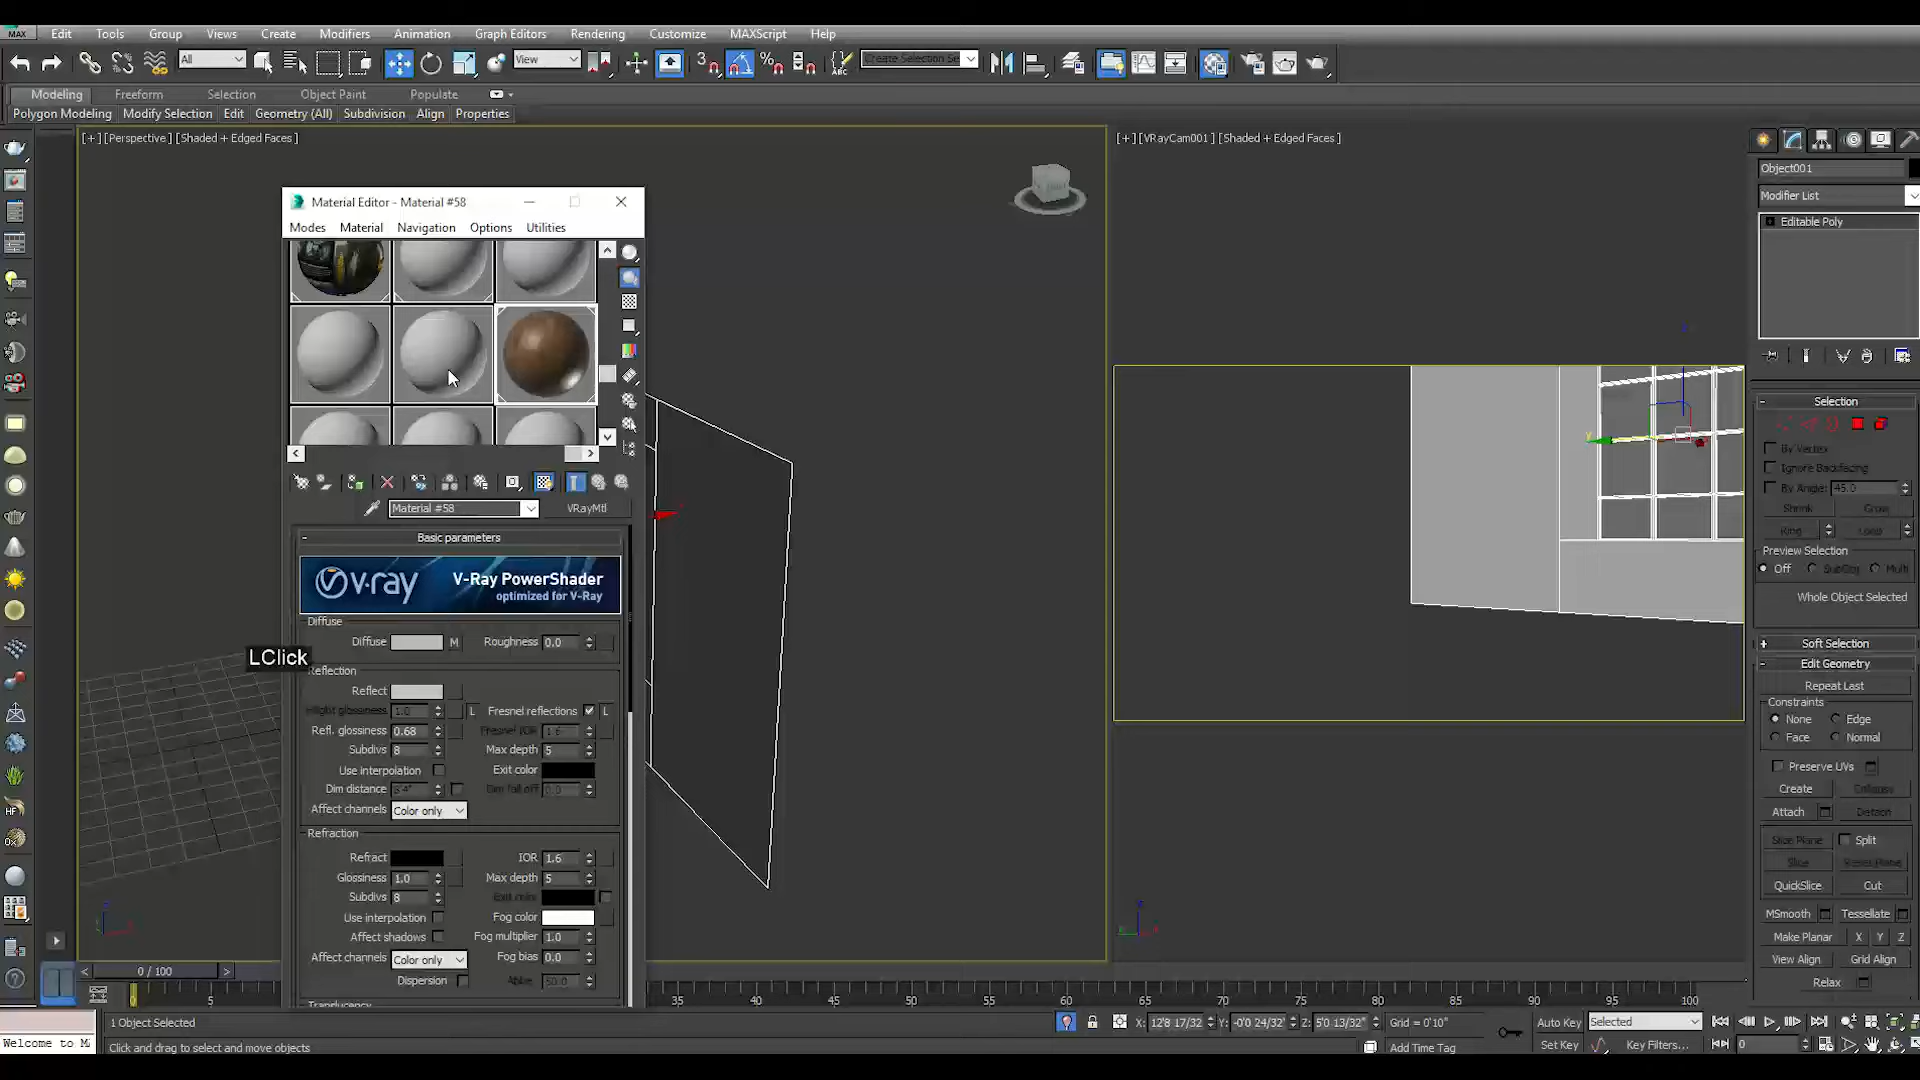 MAX Edit Tools Group Views Create Modifiers Animation Graph Editors Rendering Customize MAXScript Help
All View Create Selection Se
Modeling Freeform Selection Object Paint Populate
Polygon Modeling Modify Selection Edit Geometry (All) Subdivision Align Properties
[+] [Perspective] [Shaded + Edged Faces]
[+] [VRayCam001] [Shaded + Edged Faces]
Object001
Modifier List
Editable Poly
Material Editor - Material #58
Modes Material Navigation Options Utilities
Material #58 VRayMtl
Basic parameters
v·ray V-Ray PowerShader
optimized for V-Ray
Diffuse
Diffuse M Roughness 0.0
LClick
Reflection
Reflect
Hilight glossiness 1.0 L Fresnel reflections L
Refl. glossiness 0.68 Fresnel IOR 1.6
Subdivs 8 Max depth 5
Use interpolation Exit color
Dim distance Dim fall off 0.0
Affect channels Color only
Refraction
Refract IOR 1.6
Glossiness 1.0 Max depth 5
Subdivs 8 Exit color
Use interpolation Fog color
Affect shadows Fog multiplier 1.0
Affect channels Color only Fog bias 0.0
Dispersion Abbe 50.0
Translucency
Selection
By Vertex
Ignore Backfacing
By Angle: 45.0
Shrink Grow
Ring Loop
Preview Selection
Off SubObj Multi
Whole Object Selected
Soft Selection
Edit Geometry
Repeat Last
Constraints
None Edge
Face Normal
Preserve UVs
Create Collapse
Attach Detach
Slice Plane Split
Slice Reset Plane
QuickSlice Cut
MSmooth Tessellate
Make Planar X Y Z
View Align Grid Align
Relax
0 / 100
5 35 40 45 50 55 60 65 70 75 80 85 90 95 100
1 Object Selected X: 12'8 17/32 Y: -0'0 24/32' Z: 5'0 13/32" Grid = 0'10" Auto Key Selected
Welcome to M Click and drag to select and move objects Add Time Tag Set Key Key Filters... 0